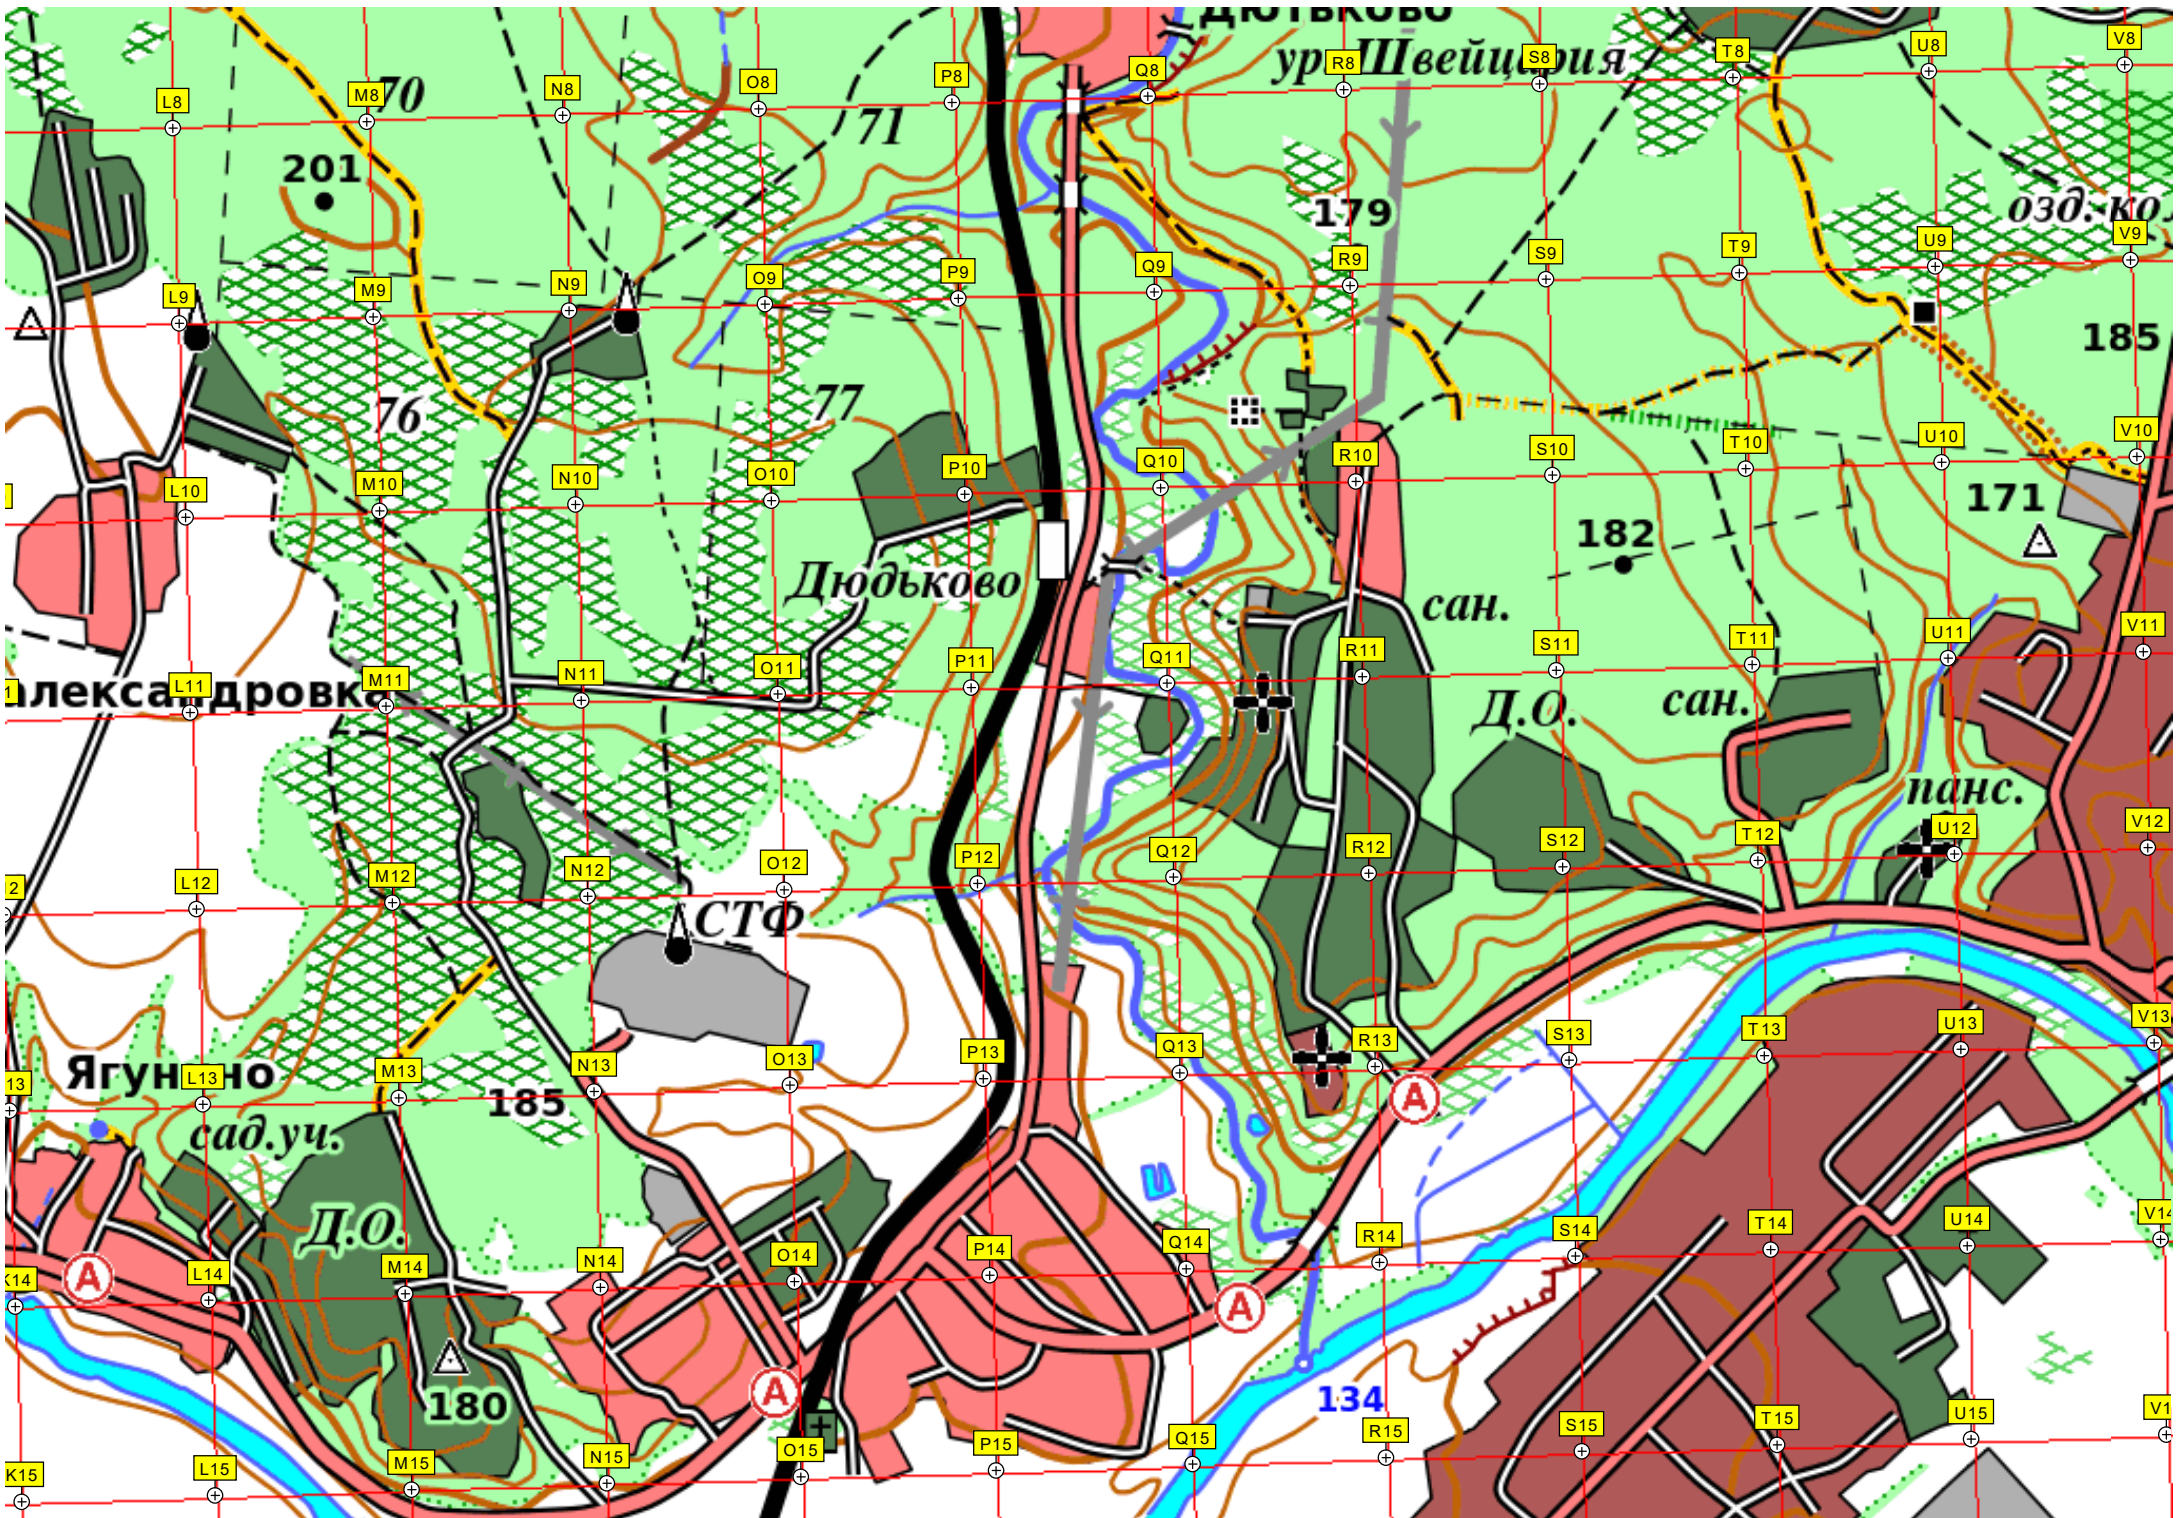 Дютьково
ур. Швейцария
L8 M8 N8 O8 P8 Q8 R8 S8 T8 U8 V8
70
71
201
179
озд. ко
L9 M9 N9 O9 P9 Q9 R9 S9 T9 U9 V9
185
76
77
L10 M10 N10 O10 P10 Q10 R10 S10 T10 U10 V10
171
182
Дюдьково
сан.
L11 M11 N11 O11 P11 Q11 R11 S11 T11 U11 V11
лександровк
Д.О.
сан.
панс.
L12 M12 N12 O12 P12 Q12 R12 S12 T12 U12 V12
СТФ
L13 M13 N13 O13 P13 Q13 R13 S13 T13 U13 V13
Ягунино
185
сад.уч.
Д.О.
A
K14 L14 M14 N14 O14 P14 Q14 R14 S14 T14 U14 V14
A
A
A
180
134
K15 L15 M15 N15 O15 P15 Q15 R15 S15 T15 U15